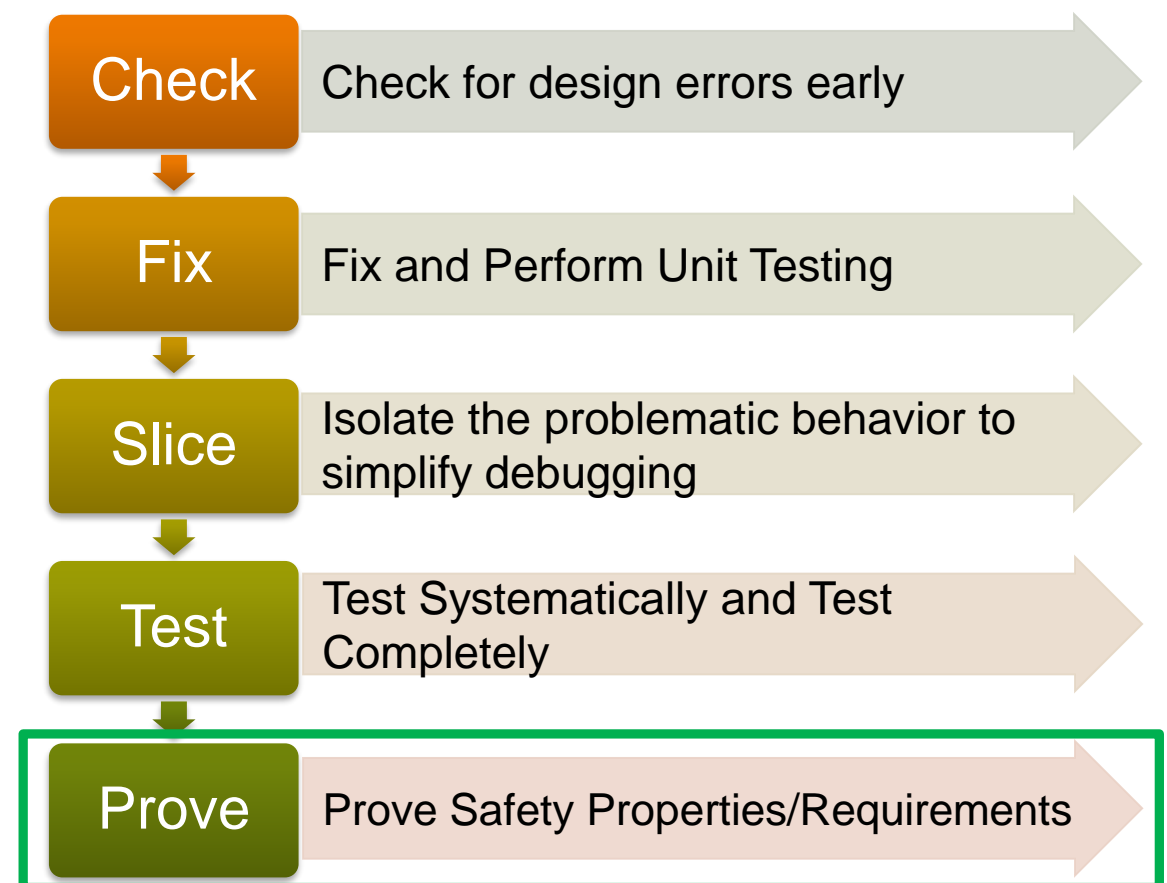 Check
Check for design errors early
Fix
Fix and Perform Unit Testing
Slice
Isolate the problematic behavior to
simplify debugging
Test
Test Systematically and Test
Completely
Prove
Prove Safety Properties/Requirements